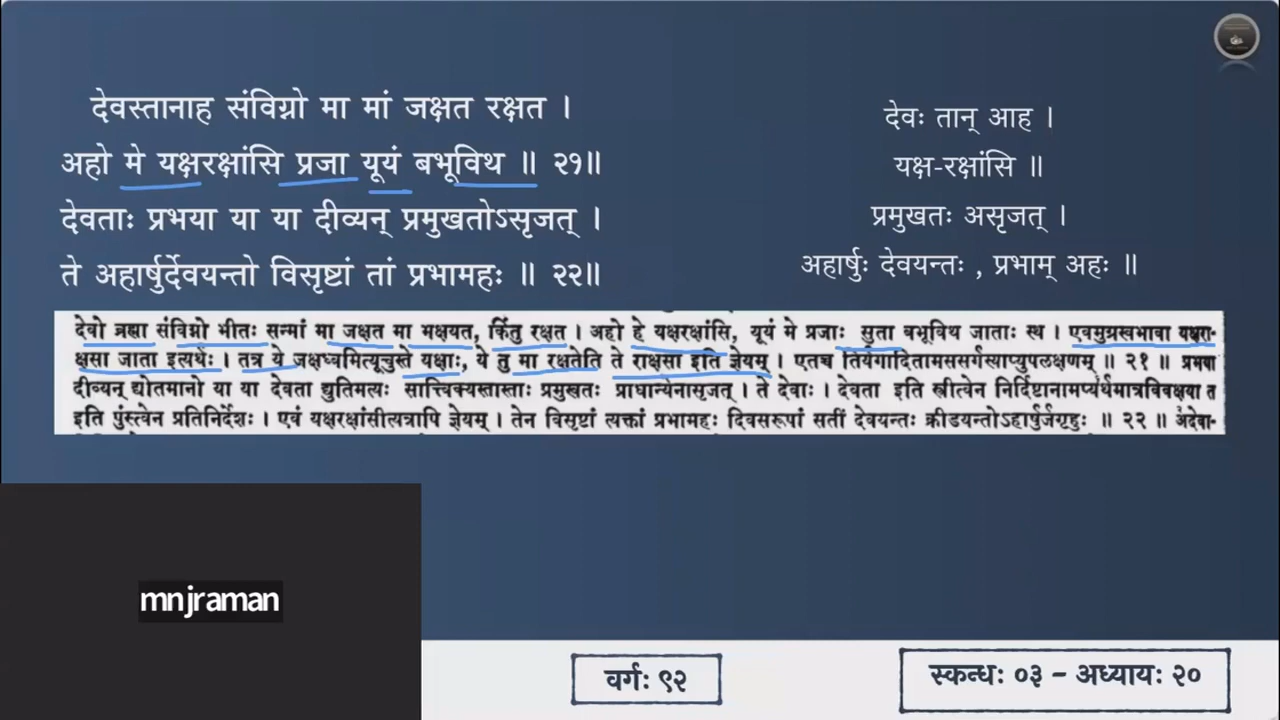 देवस्तानाह संविग्नो मा मां जक्षत रक्षत ।
अहो मे यक्षरक्षांसि प्रजा यूयं बभूविथ ॥ २१॥
देवताः प्रभया या या दीव्यन् प्रमुखतोऽसृजत् ।
ते अहार्षुर्देवयन्तो विसृष्टां तां प्रभामहः ॥ २२॥
देवः तान् आह ।
यक्ष-रक्षांसि ॥
प्रमुखतः असृजत् ।
अहार्षुः देवयन्तः , प्रभाम् अहः ॥
देवो ब्रह्मा संविग्नो भीतः सन्मां मा जक्षत मा भक्षयत, किंतु रक्षत । अहो हे यक्षरक्षांसि, यूयं मे प्रजाः सुता बभूविथ जाताः स्थ । एवमुग्रस्वभावा यक्षरा-
क्षसा जाता इत्यर्थः । तत्र ये जक्षध्वमित्यूचुस्ते यक्षाः, ये तु मा रक्षतेति ते राक्षसा इति ज्ञेयम् । एतच्च तिर्यगादितामससर्गस्याप्युपलक्षणम् ॥ २१ ॥ प्रभया
दीव्यन् द्योतमानो या या देवता द्युतिमत्यः सात्त्विक्यस्तास्ताः प्रमुखतः प्राधान्येनासृजत् । ते देवाः । देवता इति स्त्रीत्वेन निर्दिष्टानामप्यर्थमात्रविवक्षया त
इति पुंस्त्वेन प्रतिनिर्देशः । एवं यक्षरक्षांसीत्यत्रापि ज्ञेयम् । तेन विसृष्टां त्यक्तां प्रभामहः दिवसरूपां सतीं देवयन्तः क्रीडयन्तोऽहार्षुर्जगृहुः ॥ २२ ॥ अदेवा-
mnjraman
वर्गः ९२
स्कन्धः ०३ – अध्यायः २०